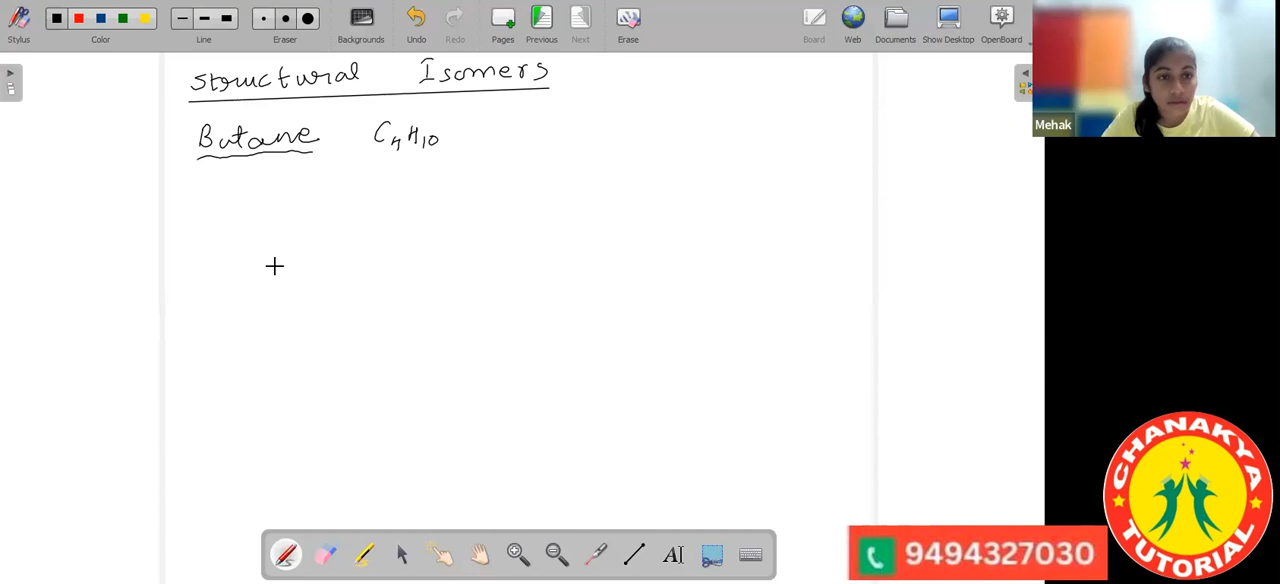 Stylus
Color
Line
Eraser
Backgrounds
Undo
Redo
Pages
Previous
Next
Erase
Board
Web
Documents
Show Desktop
OpenBoard
Structural Isomers
Butane C4H10
Mehak
CHANAKYA
TUTORIAL
9494327030